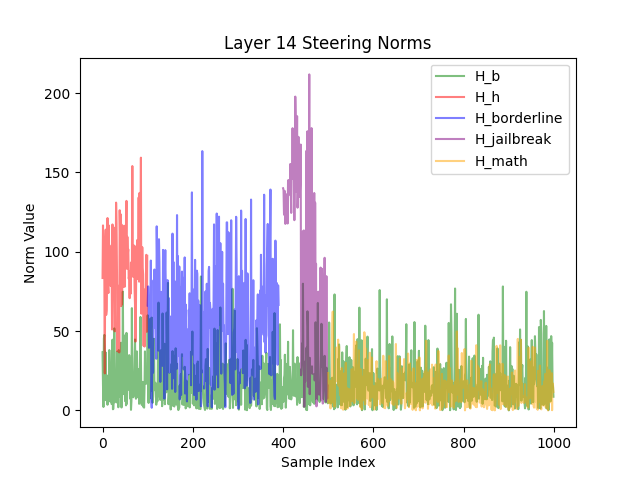 Layer 14 Steering Norms
H_b
H_h
H_borderline
H_jailbreak
H_math
Norm Value
200
150
100
50
0
0 200 400 600 800 1000
Sample Index